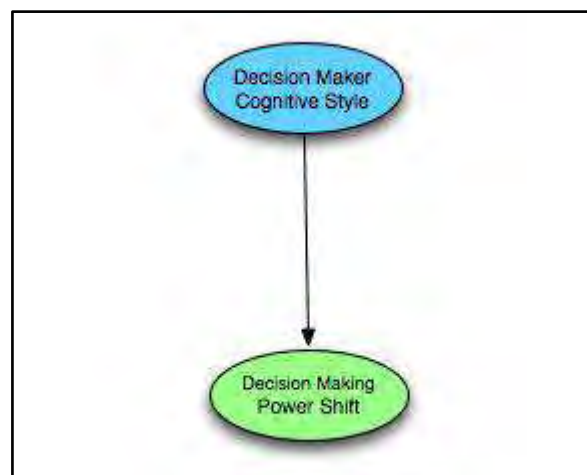 Decision Maker
Cognitive Style
Decision Making
Power Shift